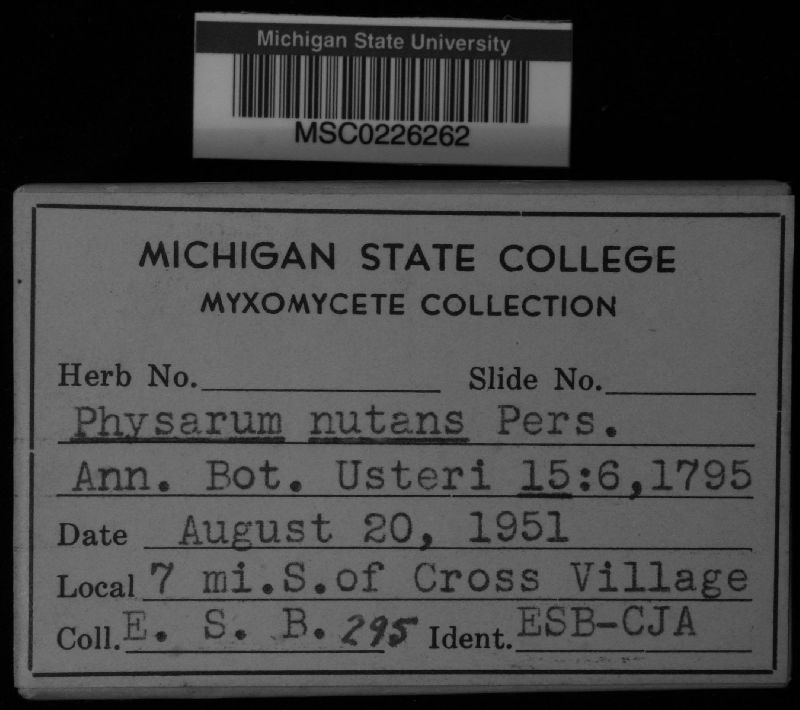 Michigan State University
MSC0226262
MICHIGAN STATE COLLEGE
MYXOMYCETE COLLECTION
Herb No. Slide No.
Physarum nutans Pers.
Ann. Bot. Usteri 15:6,1795
Date August 20, 1951
Local 7 mi.S.of Cross Village
Coll. E. S. B. 295 Ident. ESB-CJA